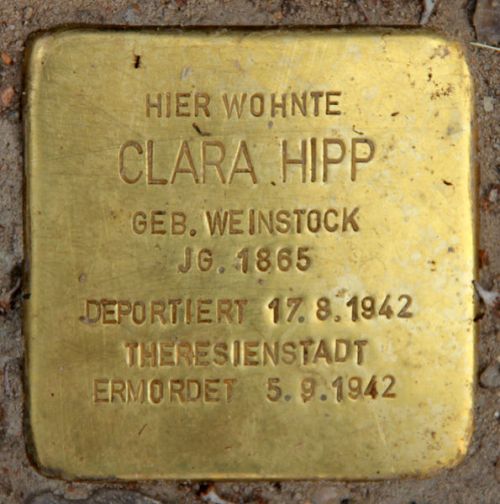 HIER WOHNTE
CLARA HIPP
GEB. WEINSTOCK
JG. 1865
DEPORTIERT 17.8.1942
THERESIENSTADT
ERMORDET 5.9.1942